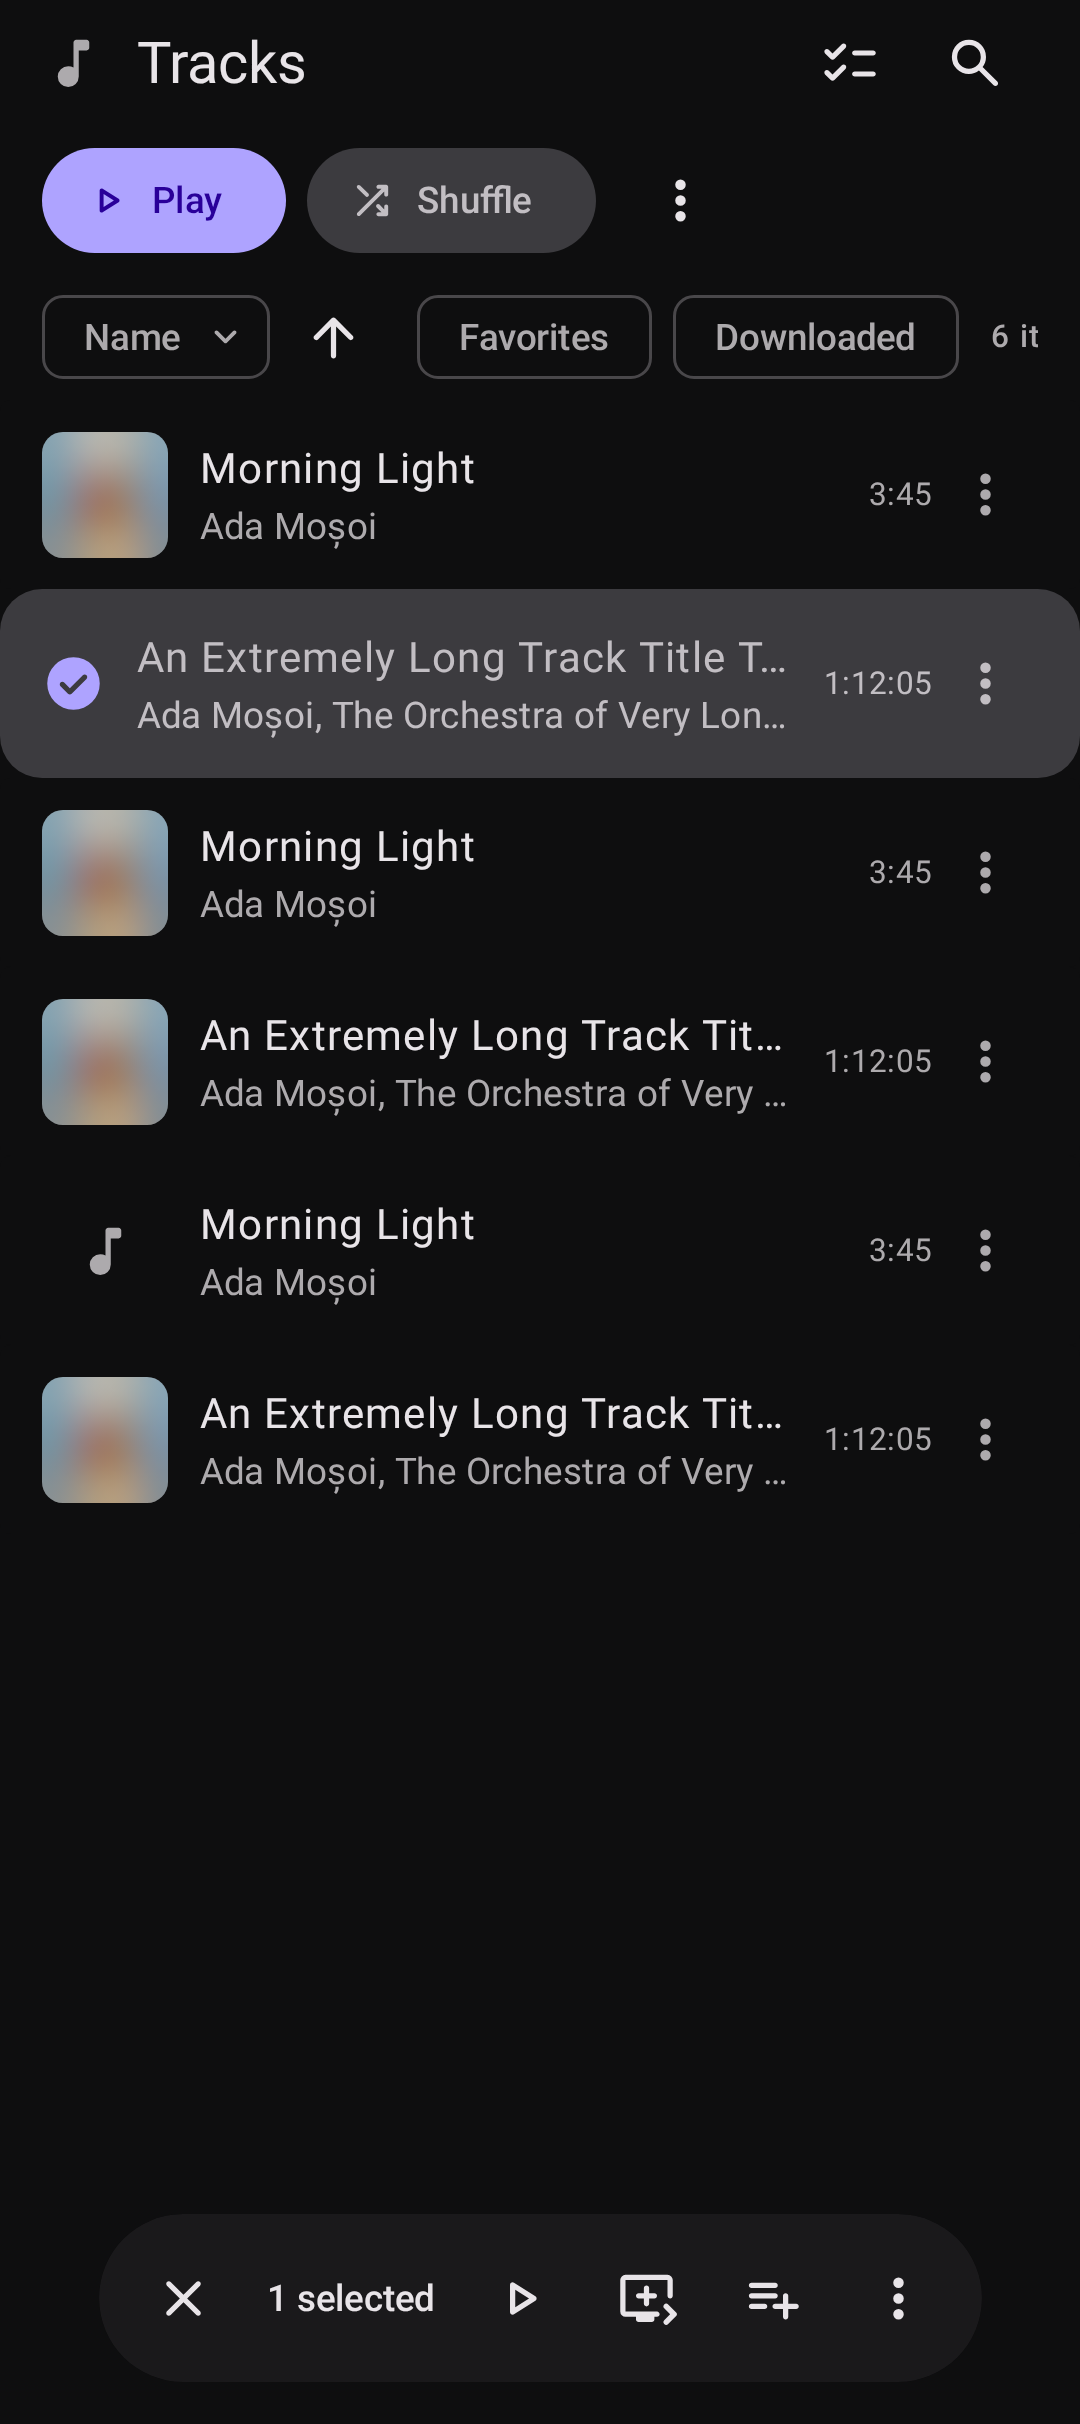 Tracks
Play
Shuffle
Name
Favorites
Downloaded
6 it
Morning Light
3:45
Ada Moșoi
An Extremely Long Track Title T…
1:12:05
Ada Moșoi, The Orchestra of Very Lon…
Morning Light
3:45
Ada Moșoi
An Extremely Long Track Tit…
1:12:05
Ada Moșoi, The Orchestra of Very …
Morning Light
3:45
Ada Moșoi
An Extremely Long Track Tit…
1:12:05
Ada Moșoi, The Orchestra of Very …
1 selected